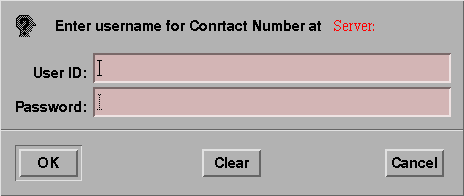 Enter username for Conrtact Number at Server:
User ID:
Password:
OK Clear Cancel